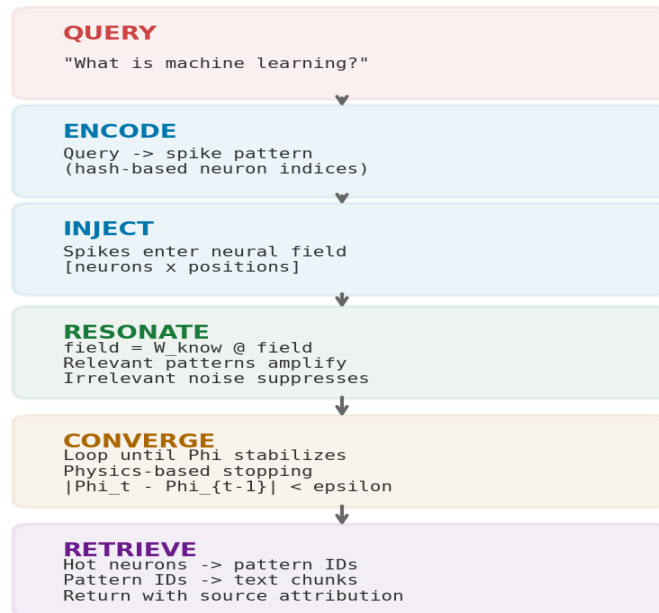 QUERY
"What is machine learning?"
ENCODE
Query -> spike pattern
(hash-based neuron indices)
INJECT
Spikes enter neural field
[neurons x positions]
RESONATE
field = W_know @ field
Relevant patterns amplify
Irrelevant noise suppresses
CONVERGE
Loop until Phi stabilizes
Physics-based stopping
|Phi_t - Phi_{t-1}| < epsilon
RETRIEVE
Hot neurons -> pattern IDs
Pattern IDs -> text chunks
Return with source attribution